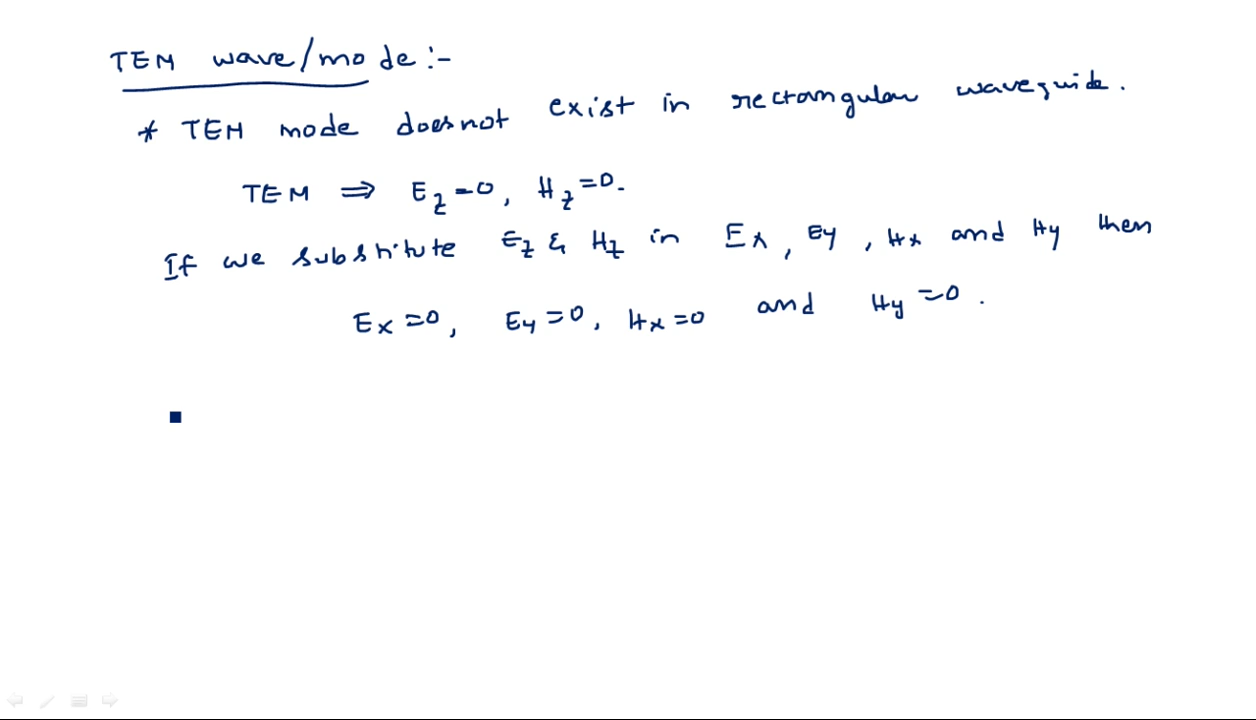 TEM wave/mode :-
* TEM mode doesnot exist in rectangular waveguide.
TEM ⇒ Ez=0, Hz=0.
If we substitute Ez & Hz in Ex, Ey, Hx and Hy then
Ex=0, Ey=0, Hx=0 and Hy=0.